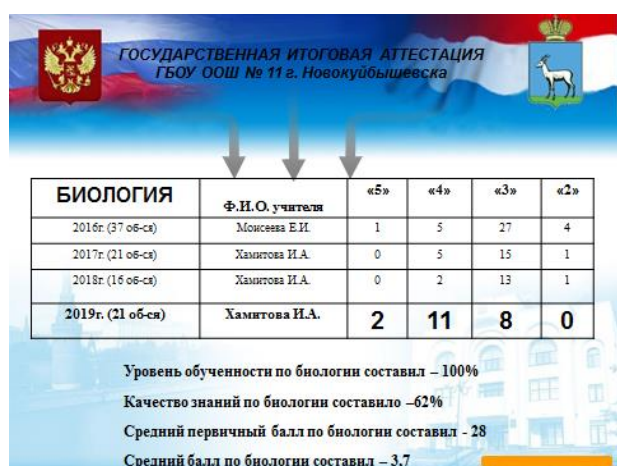 ГОСУДАРСТВЕННАЯ ИТОГОВАЯ АТТЕСТАЦИЯ
ГБОУ ООШ № 11 г. Новокуйбышевска
БИОЛОГИЯ Ф.И.О. учителя «5» «4» «3» «2»
2016г. (37 об-ся) Моисеева Е.И. 1 5 27 4
2017г. (21 об-ся) Хамитова И.А. 0 5 15 1
2018г. (16 об-ся) Хамитова И.А. 0 2 13 1
2019г. (21 об-ся) Хамитова И.А. 2 11 8 0
Уровень обученности по биологии составил – 100%
Качество знаний по биологии составило –62%
Средний первичный балл по биологии составил - 28
Средний балл по биологии составил – 3,7